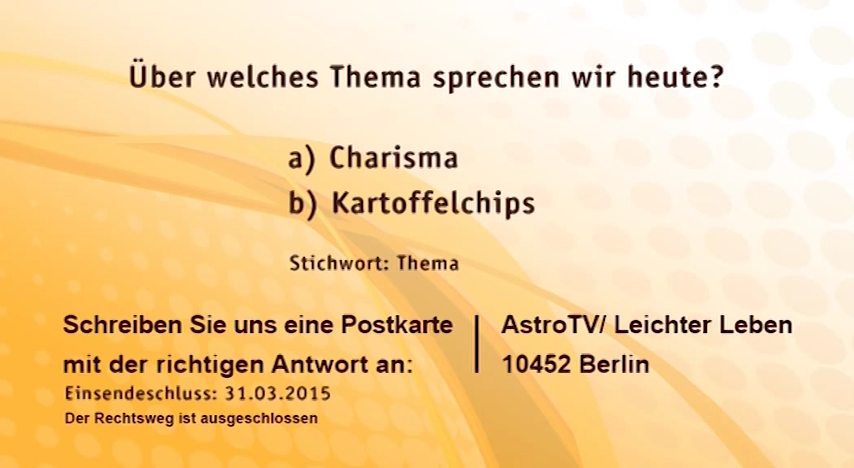 Über welches Thema sprechen wir heute?
a) Charisma
b) Kartoffelchips
Stichwort: Thema
Schreiben Sie uns eine Postkarte
mit der richtigen Antwort an:
AstroTV/ Leichter Leben
10452 Berlin
Einsendeschluss: 31.03.2015
Der Rechtsweg ist ausgeschlossen